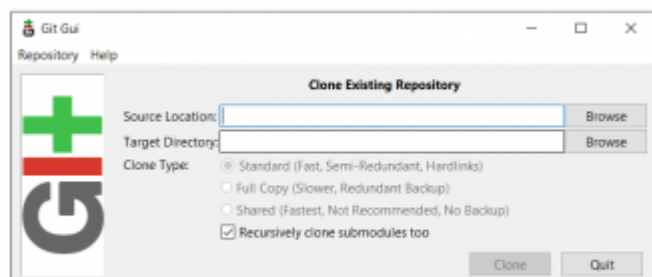 Git Gui
Repository Help
Clone Existing Repository
Source Location: Browse
Target Directory: Browse
Clone Type: Standard (Fast, Semi-Redundant, Hardlinks)
Full Copy (Slower, Redundant Backup)
Shared (Fastest, Not Recommended, No Backup)
Recursively clone submodules too
Clone Quit
GIt